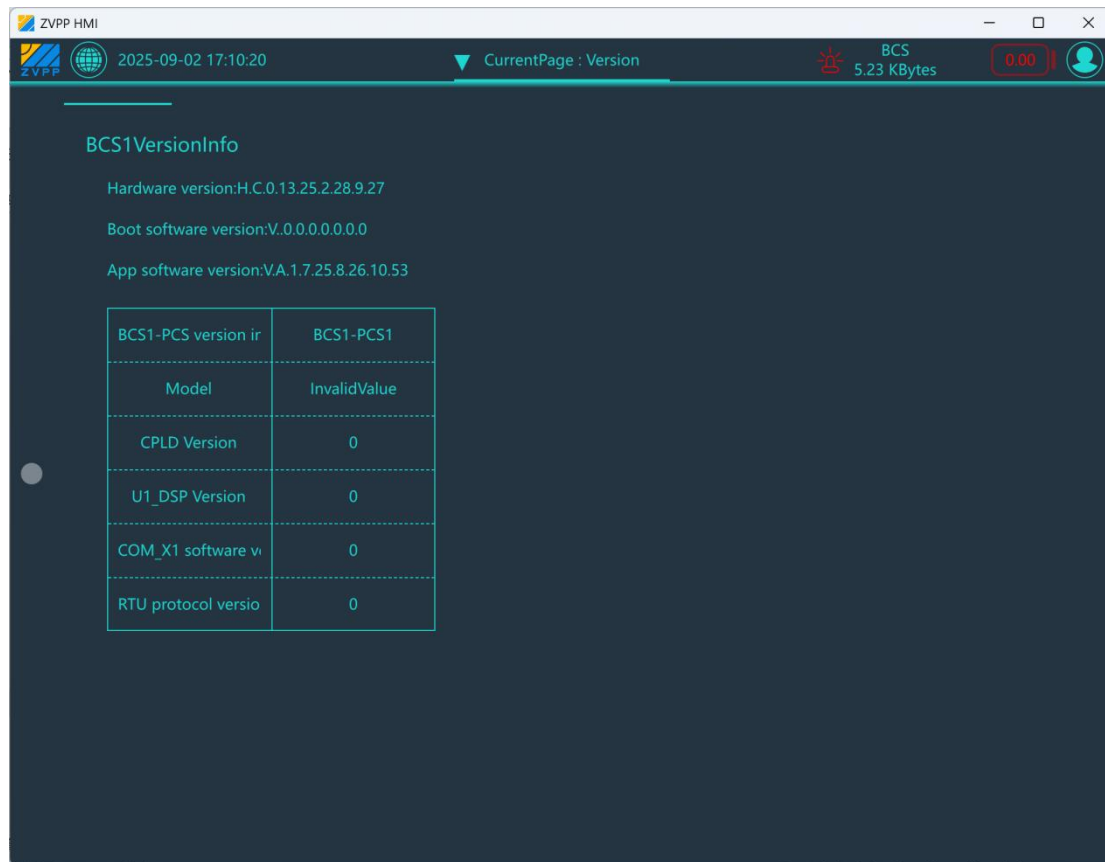 ZVPP HMI
ZVPP
2025-09-02 17:10:20
CurrentPage : Version
BCS
5.23 KBytes
0.00
BCS1VersionInfo
Hardware version:H.C.0.13.25.2.28.9.27
Boot software version:V..0.0.0.0.0.0.0
App software version:V.A.1.7.25.8.26.10.53
BCS1-PCS version in BCS1-PCS1
Model InvalidValue
CPLD Version 0
U1_DSP Version 0
COM_X1 software ve 0
RTU protocol versio 0